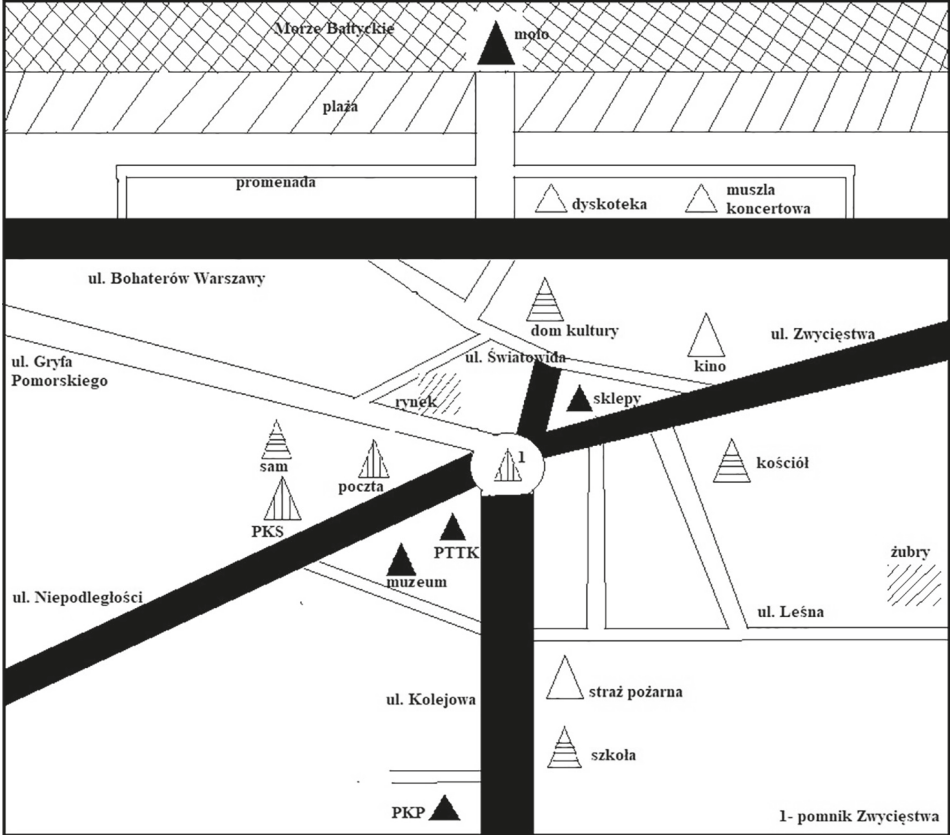 Morze Bałtyckie
molo
plaża
promenada
dyskoteka
muszla
koncertowa
ul. Bohaterów Warszawy
dom kultury
ul. Zwycięstwa
ul. Gryfa
Pomorskiego
ul. Światowida
kino
rynek
sklepy
sam
poczta
1
kościół
PKS
PTTK
muzeum
żubry
ul. Niepodległości
ul. Leśna
ul. Kolejowa
straż pożarna
szkoła
PKP
1- pomnik Zwycięstwa